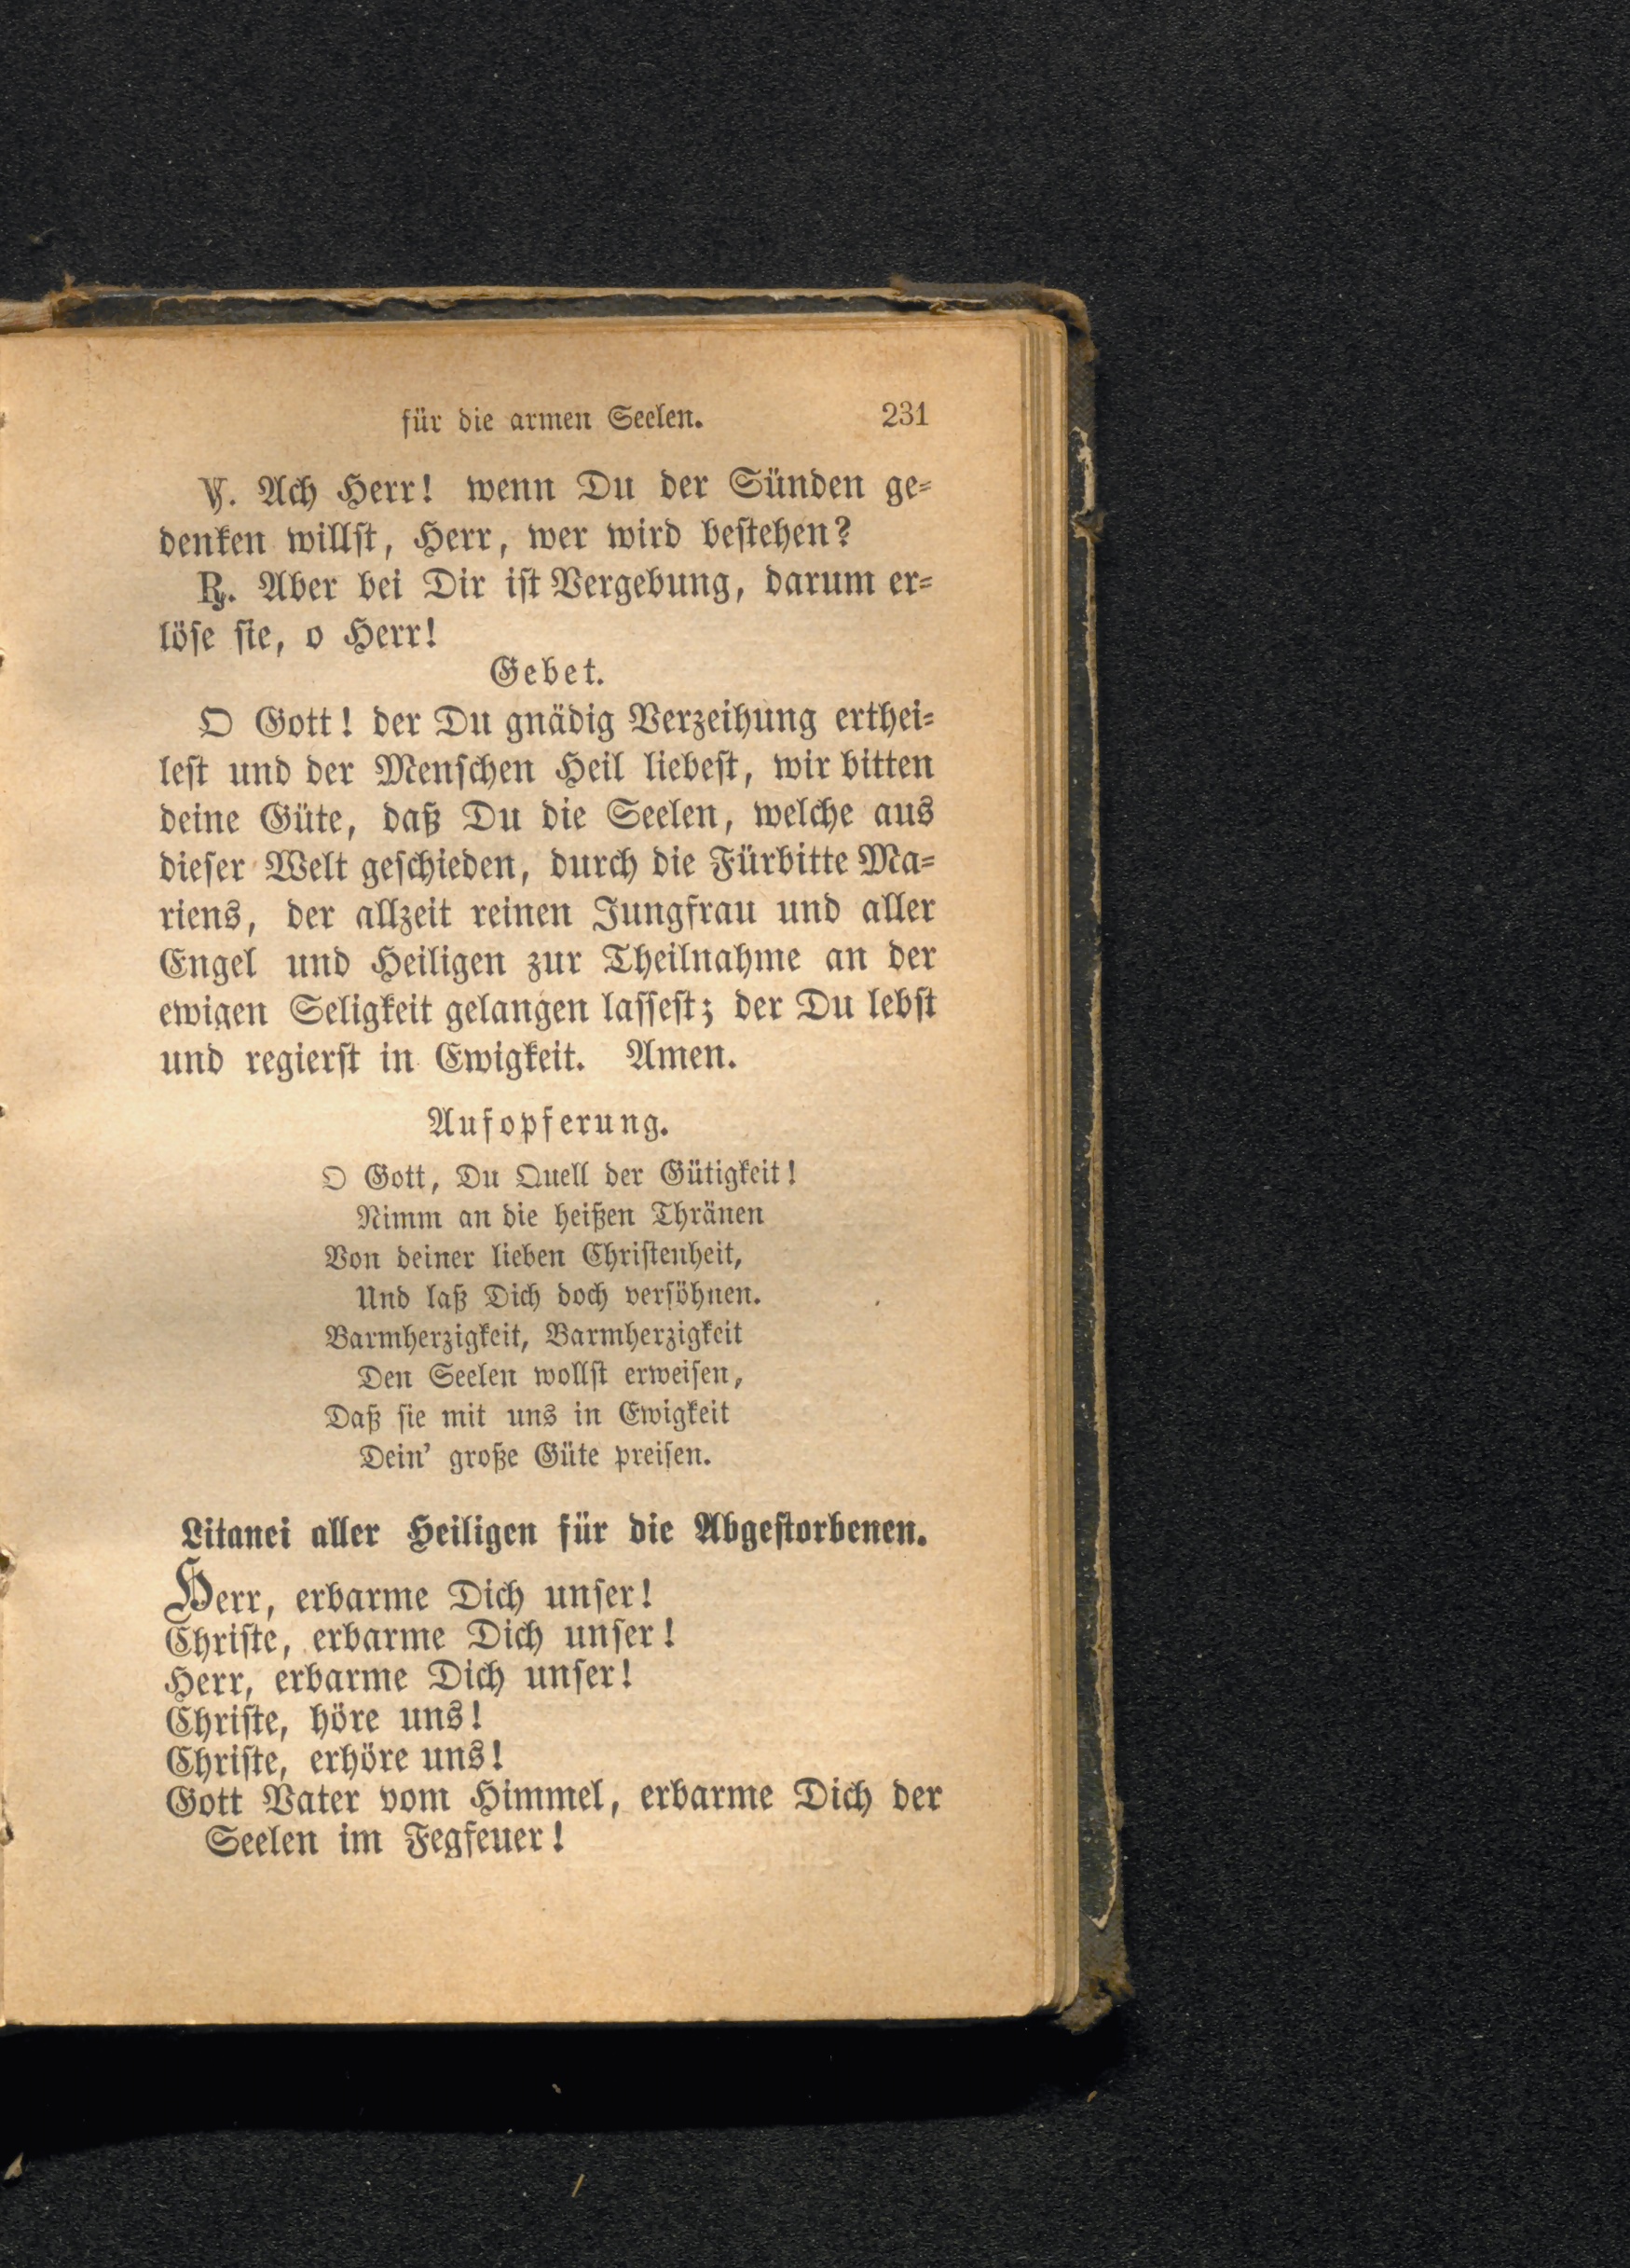 für die armen Seelen. 231
℣. Ach Herr! wenn Du der Sünden ge-
denken willst, Herr, wer wird bestehen?
℟. Aber bei Dir ist Vergebung, darum er-
löse sie, o Herr!
Gebet.
O Gott! der Du gnädig Verzeihung erthei-
lest und der Menschen Heil liebest, wir bitten
deine Güte, daß Du die Seelen, welche aus
dieser Welt geschieden, durch die Fürbitte Ma-
riens, der allzeit reinen Jungfrau und aller
Engel und Heiligen zur Theilnahme an der
ewigen Seligkeit gelangen lassest; der Du lebst
und regierst in Ewigkeit. Amen.
Aufopferung.
O Gott, Du Quell der Gütigkeit!
Nimm an die heißen Thränen
Von deiner lieben Christenheit,
Und laß Dich doch versöhnen.
Barmherzigkeit, Barmherzigkeit
Den Seelen wollst erweisen,
Daß sie mit uns in Ewigkeit
Dein' große Güte preisen.
Litanei aller Heiligen für die Abgestorbenen.
Herr, erbarme Dich unser!
Christe, erbarme Dich unser!
Herr, erbarme Dich unser!
Christe, höre uns!
Christe, erhöre uns!
Gott Vater vom Himmel, erbarme Dich der
Seelen im Fegfeuer!